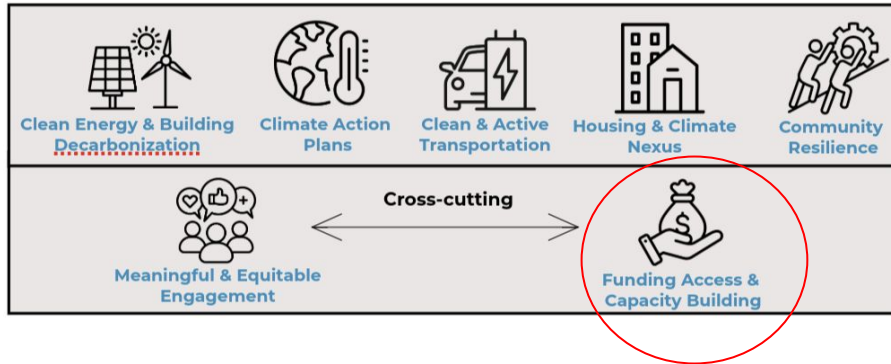 Clean Energy & Building
Decarbonization
Climate Action
Plans
Clean & Active
Transportation
Housing & Climate
Nexus
Community
Resilience
Cross-cutting
Meaningful & Equitable
Engagement
$
Funding Access &
Capacity Building